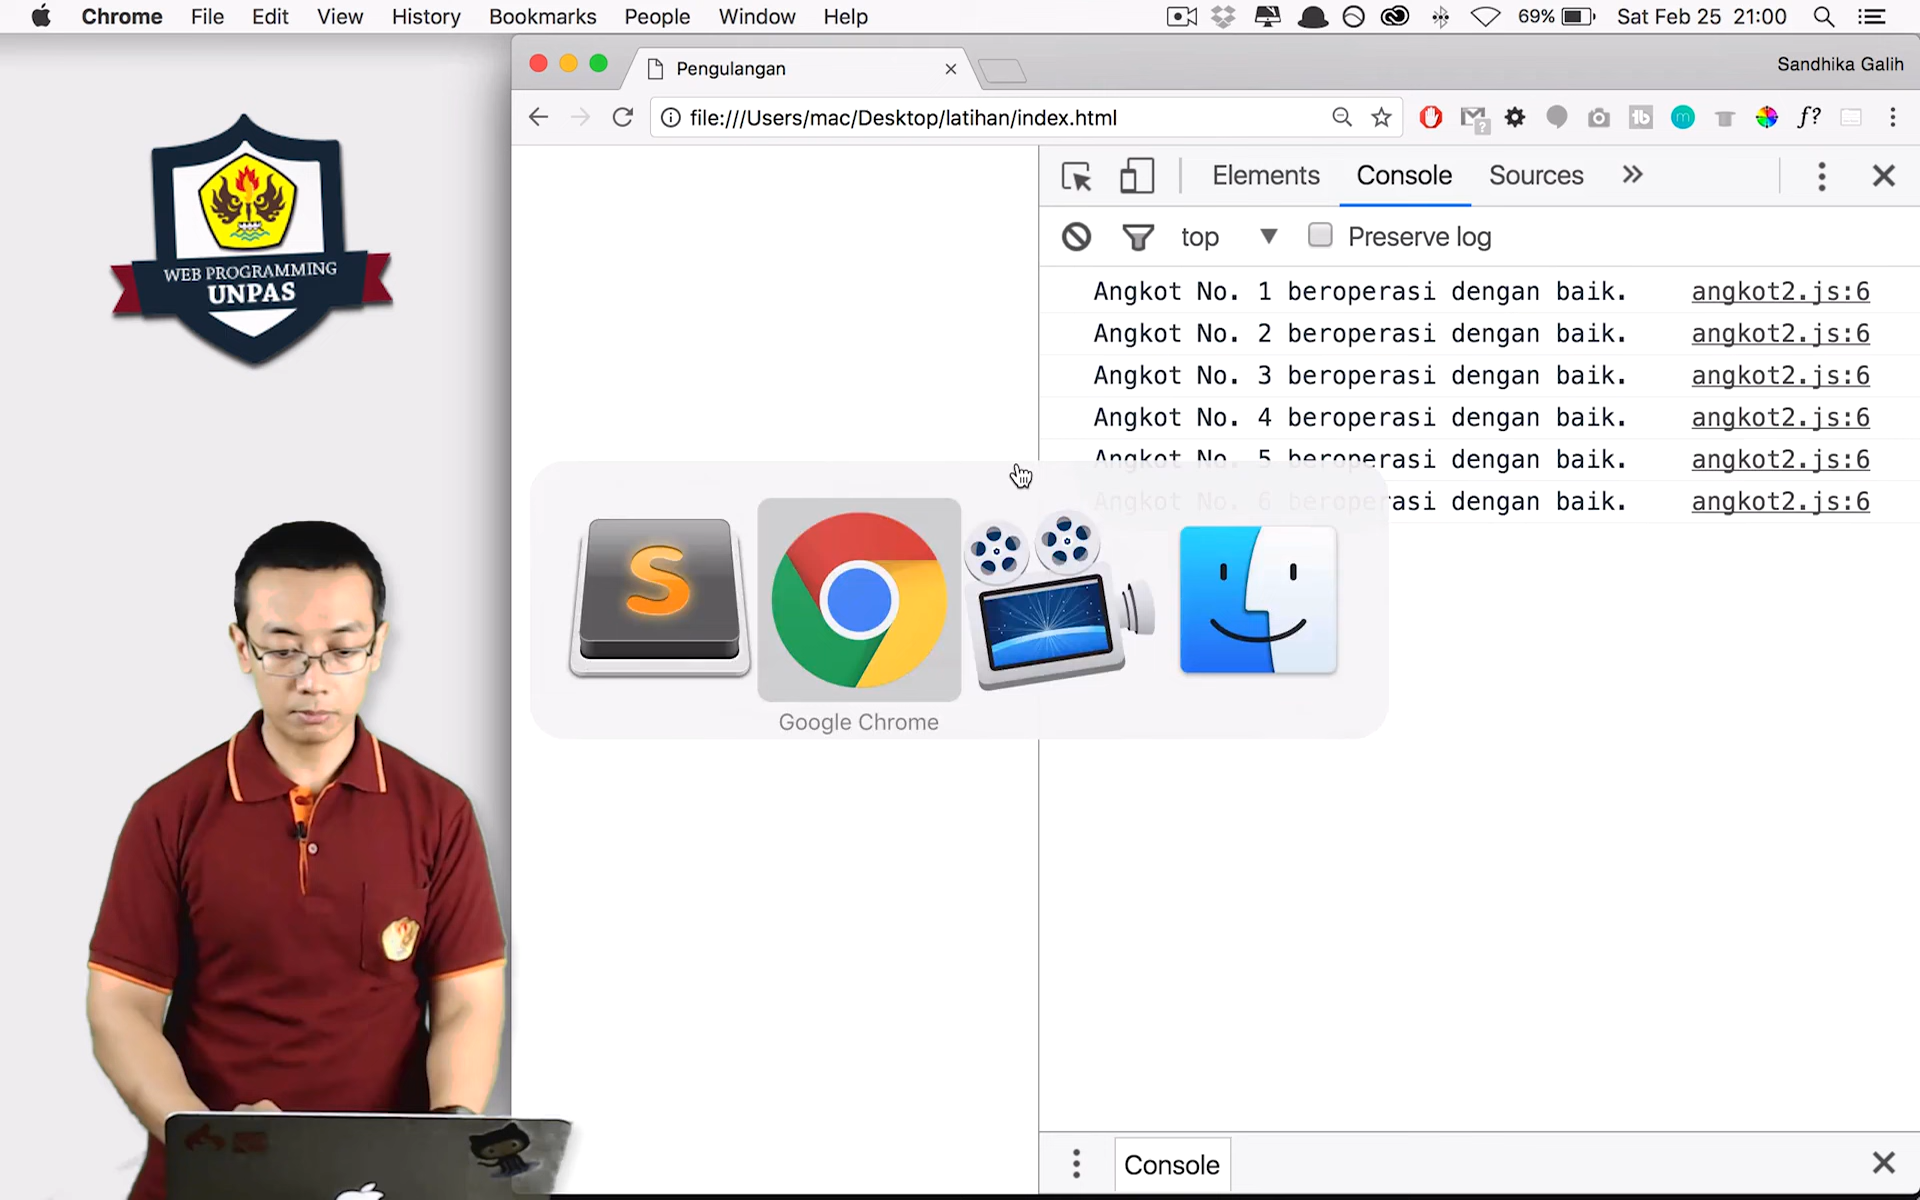 Chrome File Edit View History Bookmarks People Window Help
69% Sat Feb 25 21:00
Pengulangan
Sandhika Galih
file:///Users/mac/Desktop/latihan/index.html
f?
Elements Console Sources
top Preserve log
Angkot No. 1 beroperasi dengan baik. angkot2.js:6
Angkot No. 2 beroperasi dengan baik. angkot2.js:6
Angkot No. 3 beroperasi dengan baik. angkot2.js:6
Angkot No. 4 beroperasi dengan baik. angkot2.js:6
Angkot No. 5 beroperasi dengan baik. angkot2.js:6
Angkot No. 6 beroperasi dengan baik. angkot2.js:6
WEB PROGRAMMING
UNPAS
S
Google Chrome
Console